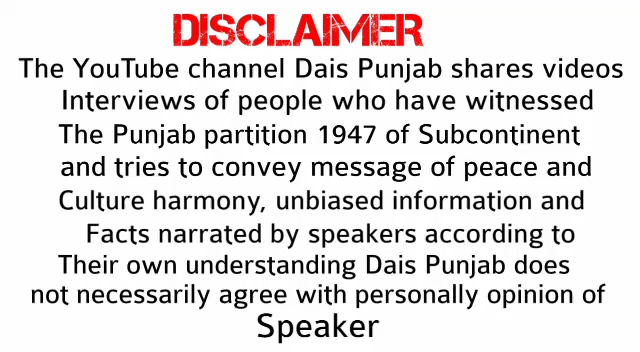 DISCLAIMER
The YouTube channel Dais Punjab shares videos
Interviews of people who have witnessed
The Punjab partition 1947 of Subcontinent
and tries to convey message of peace and
Culture harmony, unbiased information and
Facts narrated by speakers according to
Their own understanding Dais Punjab does
not necessarily agree with personally opinion of
Speaker